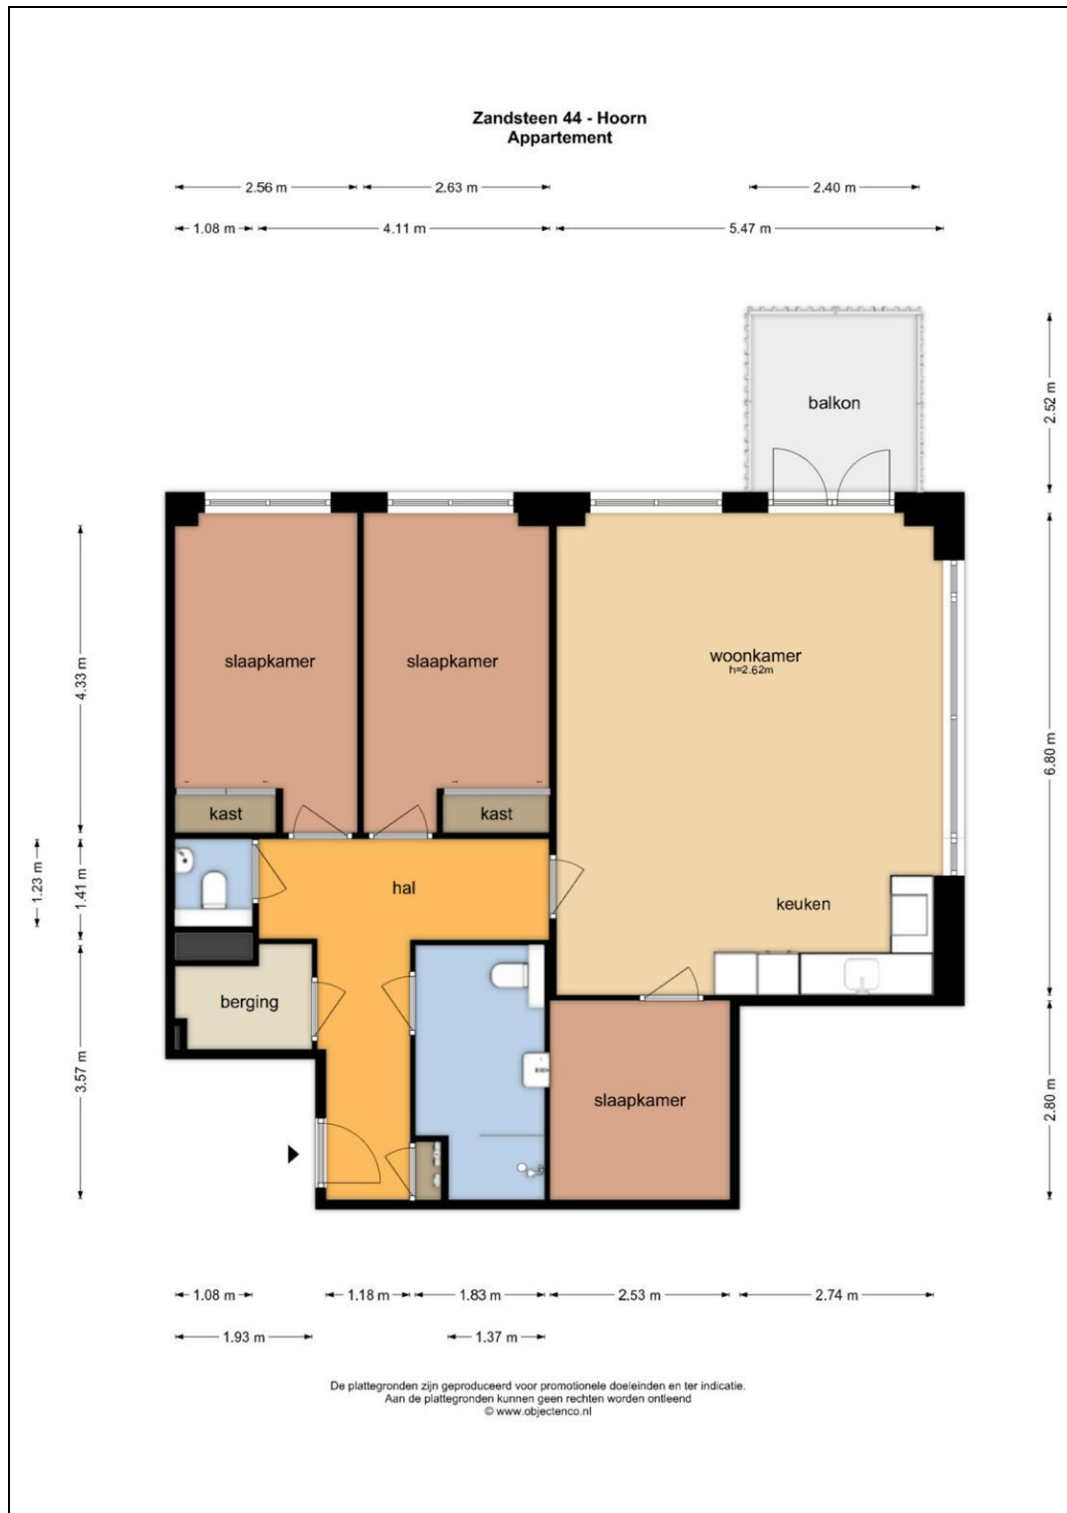 Zandsteen 44 - Hoorn
Appartement
2.56 m
2.63 m
2.40 m
1.08 m
4.11 m
5.47 m
balkon
2.52 m
slaapkamer
slaapkamer
woonkamer
h=2.62m
4.33 m
6.80 m
kast
kast
1.23 m
1.41 m
hal
keuken
berging
3.57 m
slaapkamer
2.80 m
1.08 m
1.18 m
1.83 m
2.53 m
2.74 m
1.93 m
1.37 m
De plattegronden zijn geproduceerd voor promotionele doeleinden en ter indicatie.
Aan de plattegronden kunnen geen rechten worden ontleend
© www.objectenco.nl